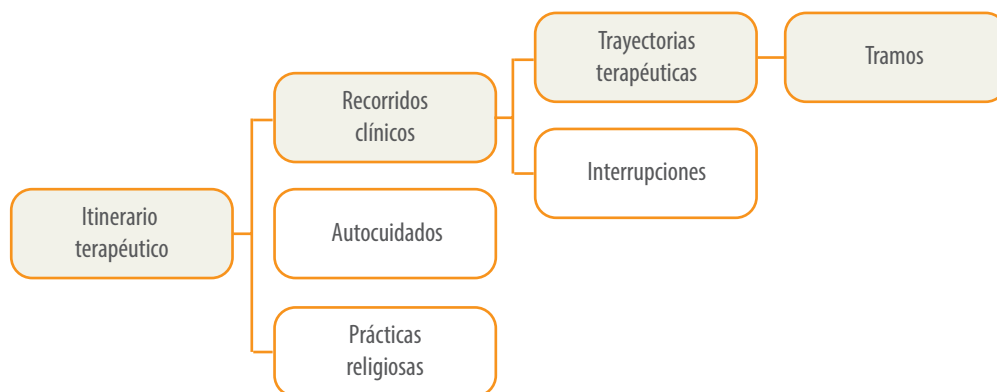 Trayectorias
terapéuticas
Tramos
Recorridos
clínicos
Interrupciones
Itinerario
terapéutico
Autocuidados
Prácticas
religiosas